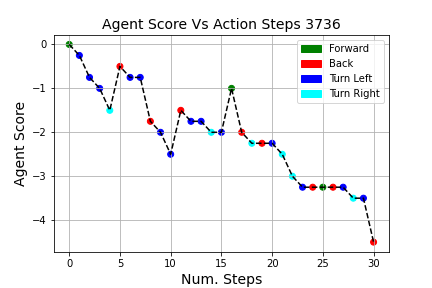 Agent Score Vs Action Steps 3736
Forward
Back
Turn Left
Turn Right
Agent Score
0
−1
−2
−3
−4
0 5 10 15 20 25 30
Num. Steps